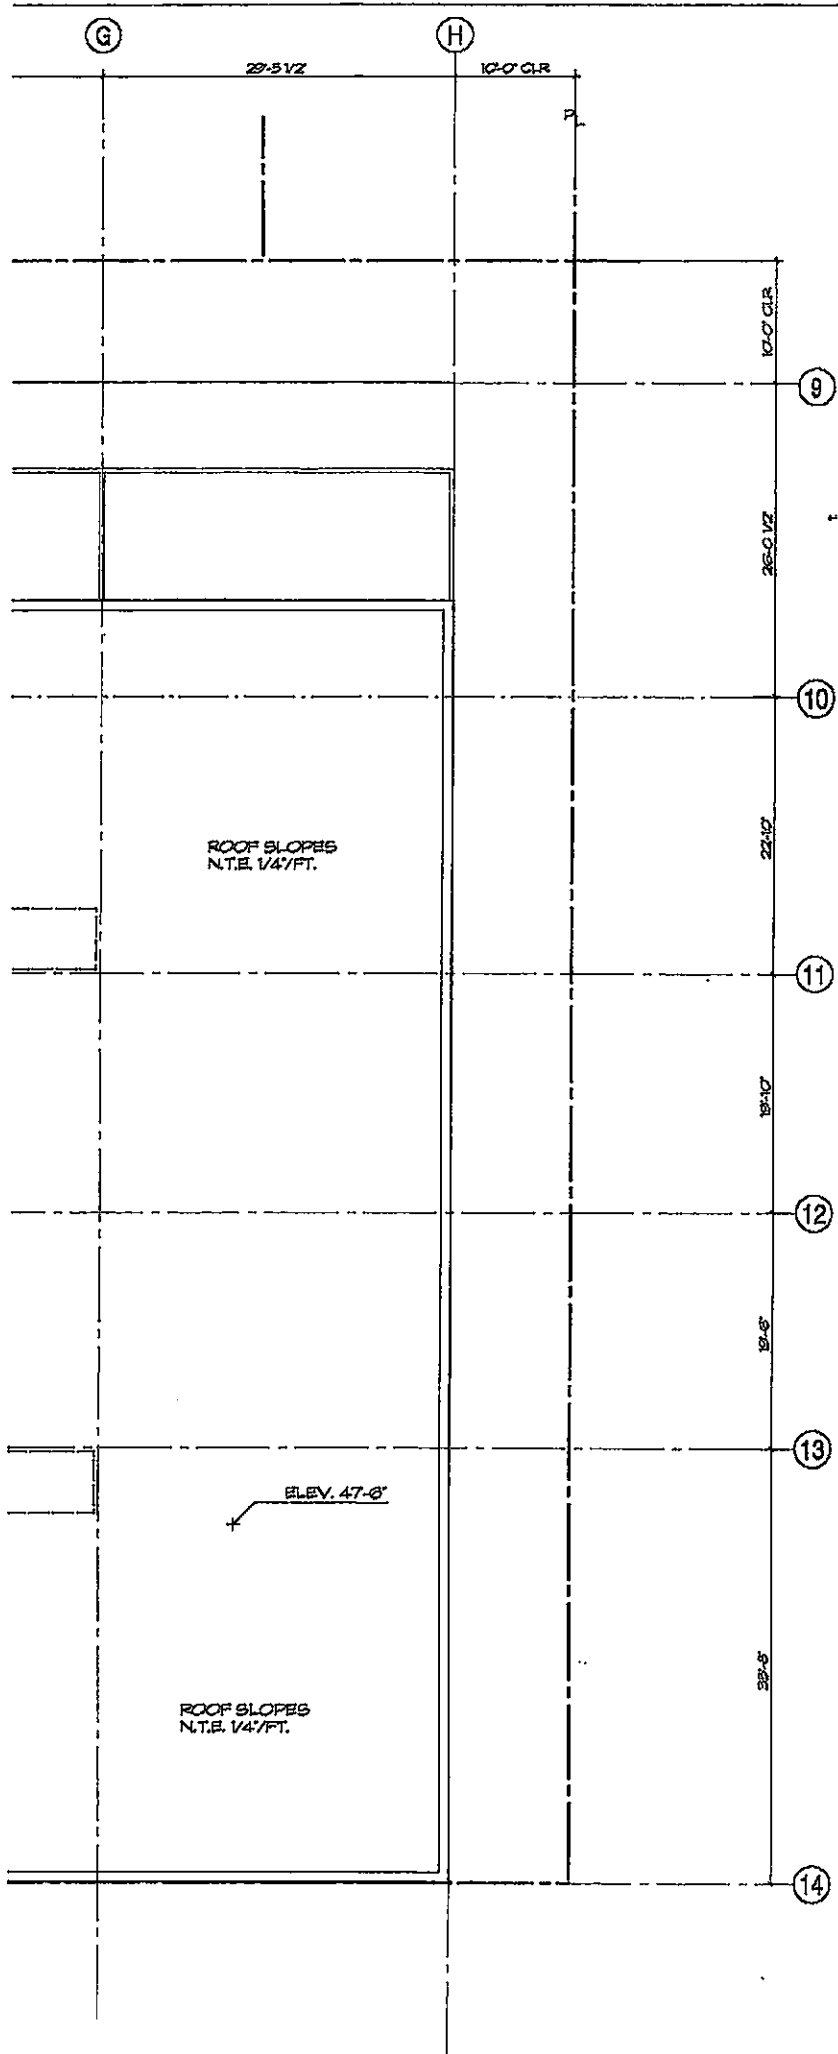 G
H
29'-5 1/2"
10'-0" CLR
PL
10'-0" CLR
9
26'-0 1/2"
10
22'-10"
ROOF SLOPES
N.T.E. 1/4"/FT.
11
19'-10"
12
19'-6"
13
ELEV. 47'-6"
ROOF SLOPES
N.T.E. 1/4"/FT.
14